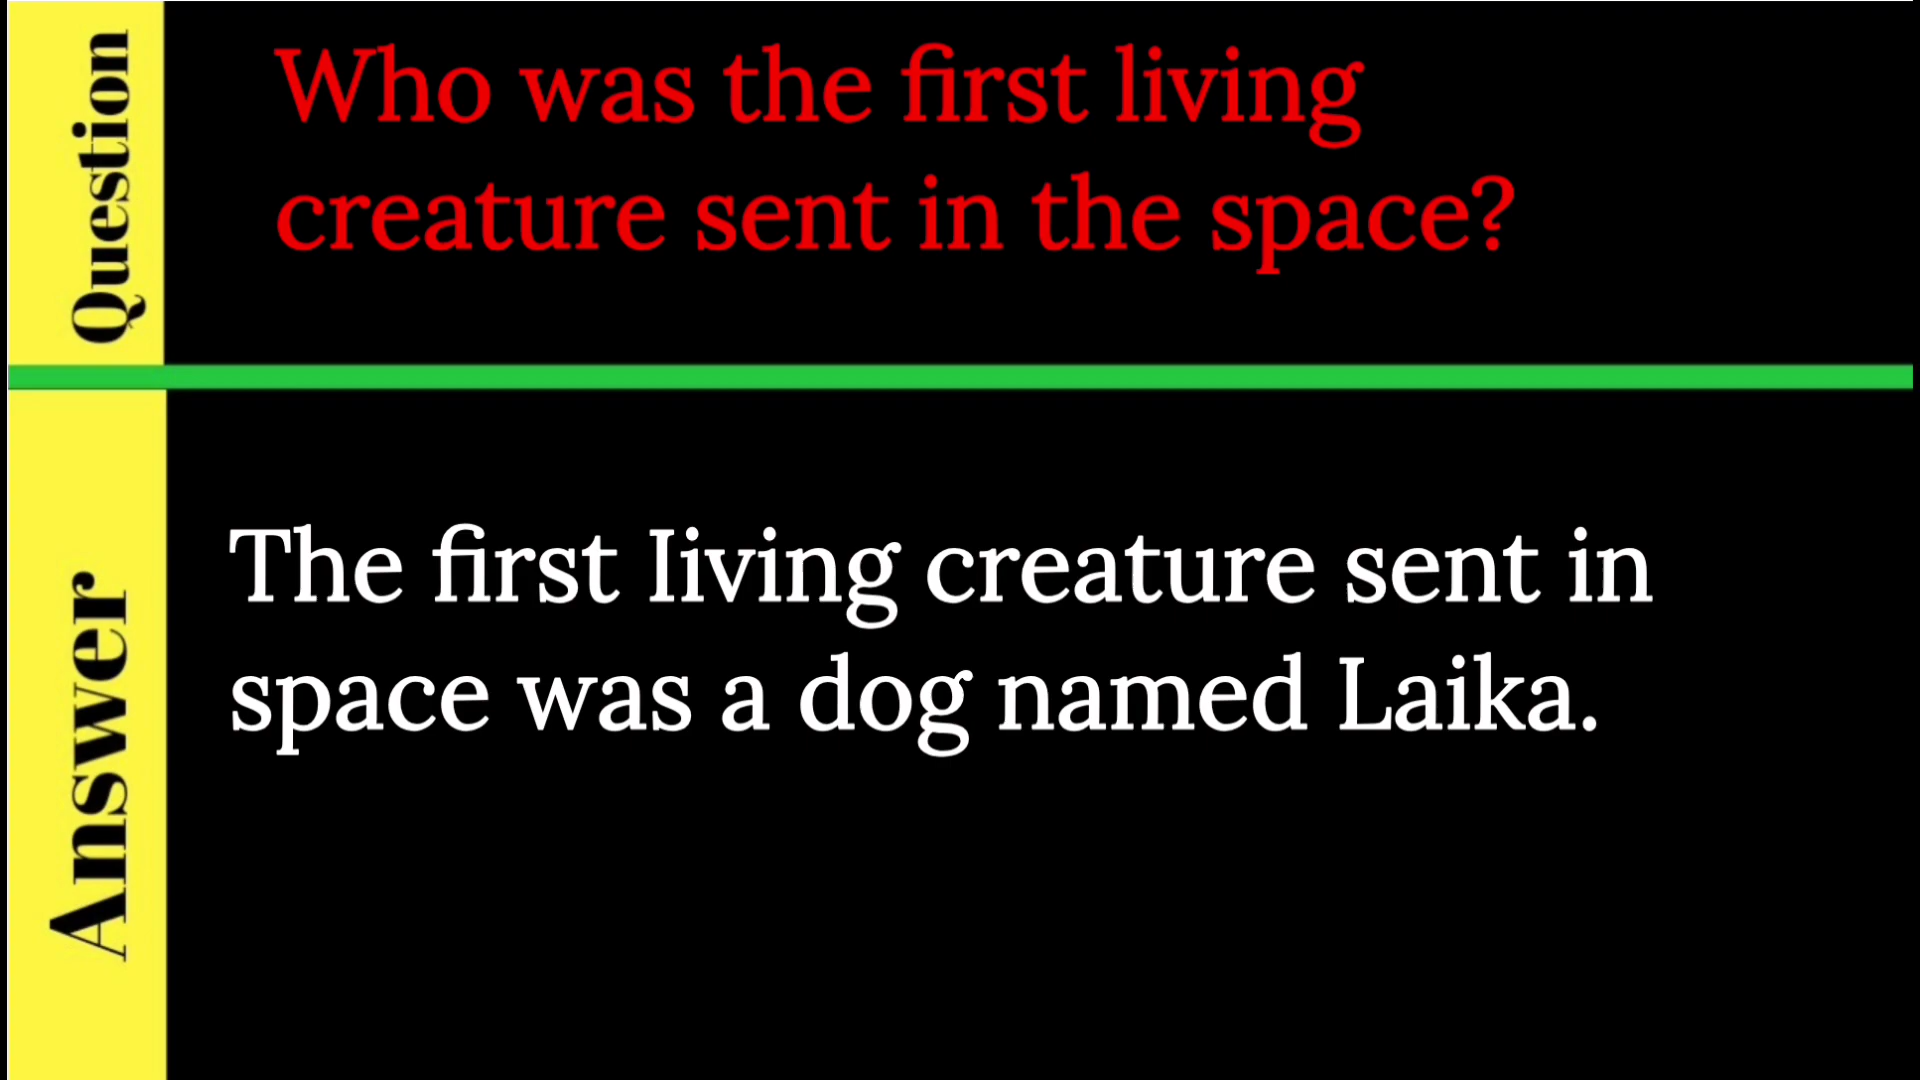 Question
Who was the first living
creature sent in the space?
Answer
The first Iiving creature sent in
space was a dog named Laika.